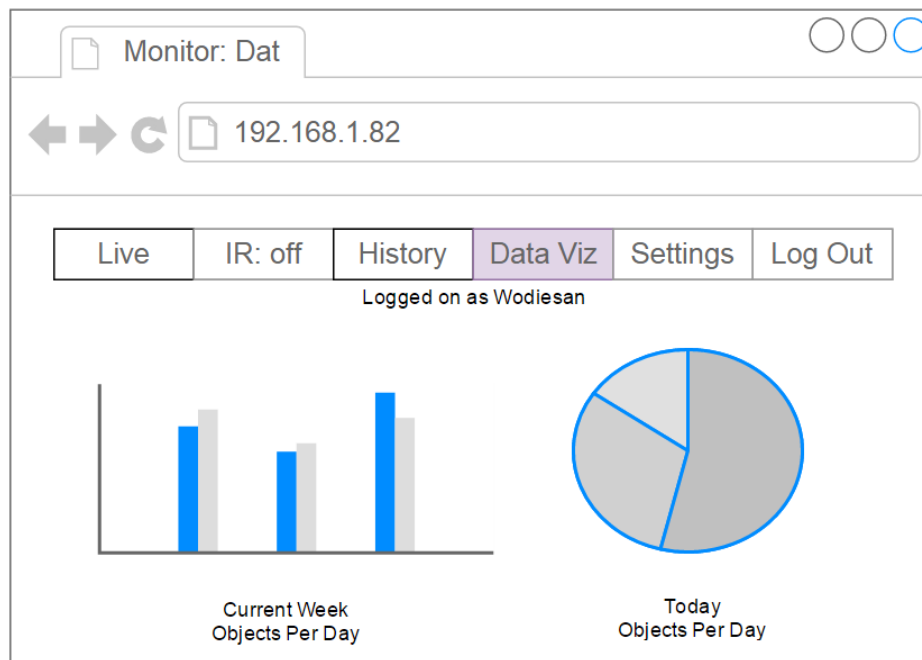 Monitor: Dat
192.168.1.82
Live IR: off History Data Viz Settings Log Out
Logged on as Wodiesan
Current Week
Objects Per Day
Today
Objects Per Day